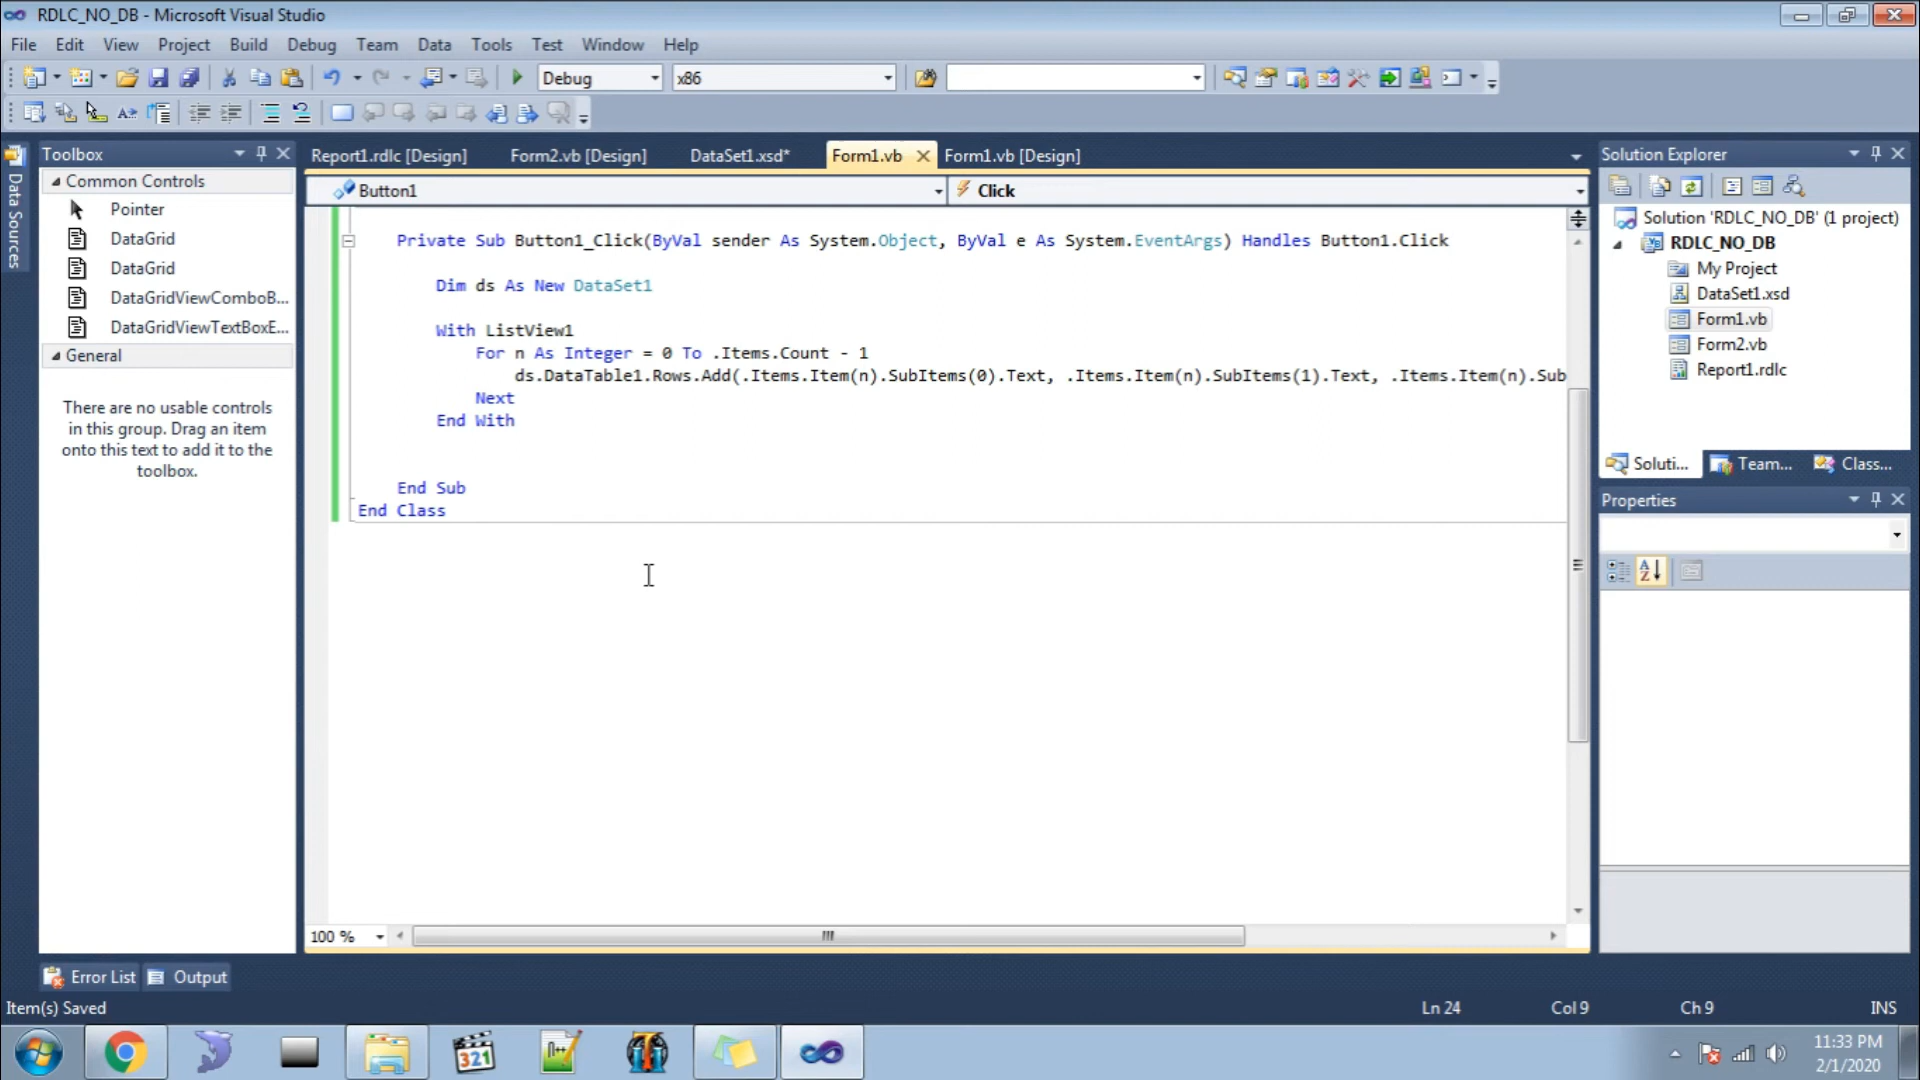 RDLC_NO_DB - Microsoft Visual Studio
File Edit View Project Build Debug Team Data Tools Test Window Help
Debug x86
Data Sources
Toolbox
Common Controls
Pointer
DataGrid
DataGrid
DataGridViewComboB...
DataGridViewTextBoxE...
General
There are no usable controls
in this group. Drag an item
onto this text to add it to the
toolbox.
Report1.rdlc [Design] Form2.vb [Design] DataSet1.xsd* Form1.vb Form1.vb [Design]
Button1 Click
Private Sub Button1_Click(ByVal sender As System.Object, ByVal e As System.EventArgs) Handles Button1.Click
Dim ds As New DataSet1
With ListView1
For n As Integer = 0 To .Items.Count - 1
ds.DataTable1.Rows.Add(.Items.Item(n).SubItems(0).Text, .Items.Item(n).SubItems(1).Text, .Items.Item(n).Sub
Next
End With
End Sub
End Class
100 %
Solution Explorer
Solution 'RDLC_NO_DB' (1 project)
RDLC_NO_DB
My Project
DataSet1.xsd
Form1.vb
Form2.vb
Report1.rdlc
Soluti... Team... Class...
Properties
Error List Output
Item(s) Saved Ln 24 Col 9 Ch 9 INS
321
N++
11:33 PM
2/1/2020